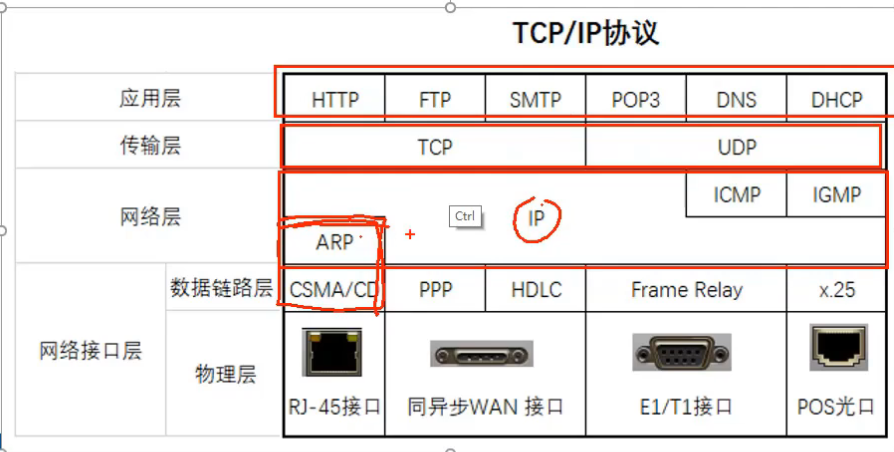 TCP/IP协议
应用层 HTTP FTP SMTP POP3 DNS DHCP
传输层 TCP UDP
网络层 IP ICMP IGMP
Ctrl
ARP
网络接口层 数据链路层 CSMA/CD PPP HDLC Frame Relay x.25
物理层 RJ-45接口 同异步WAN 接口 E1/T1接口 POS光口